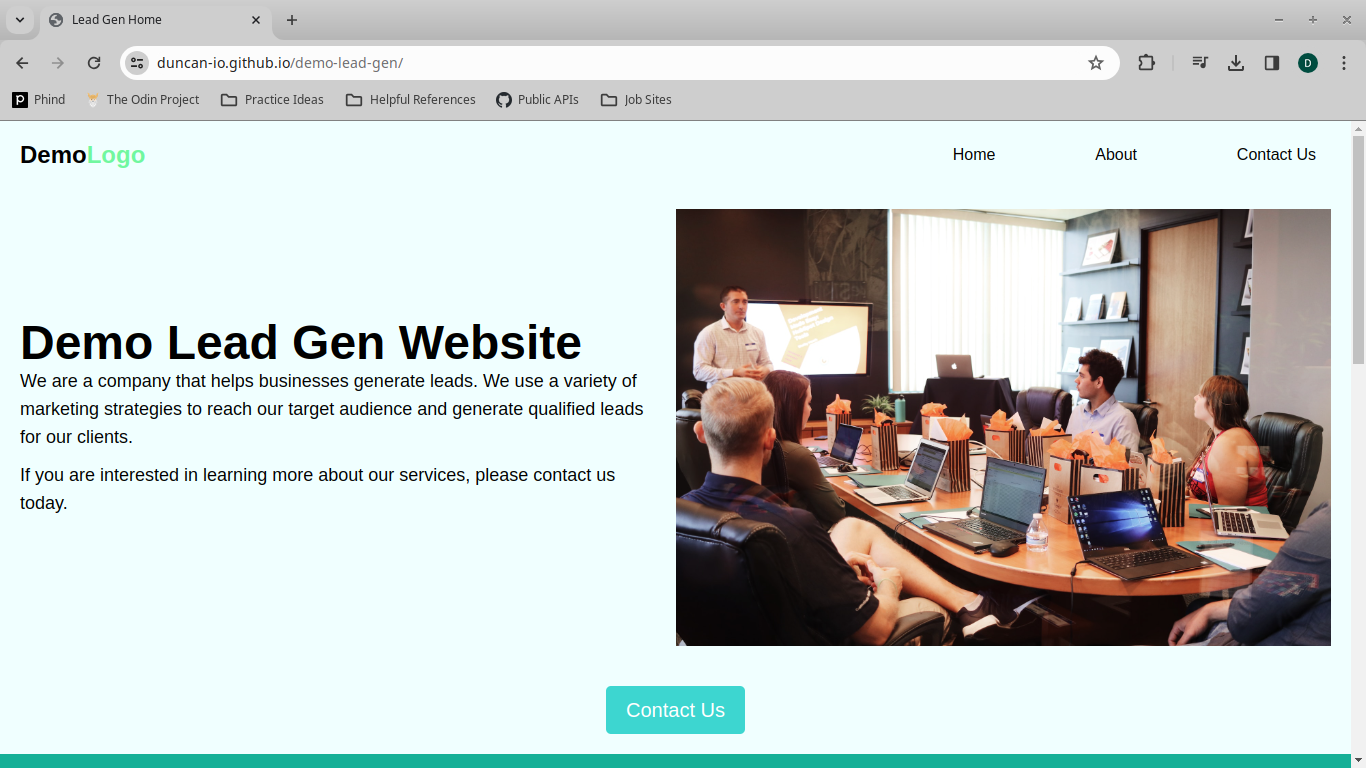 Lead Gen Home
duncan-io.github.io/demo-lead-gen/
D
Phind
The Odin Project
Practice Ideas
Helpful References
Public APIs
Job Sites
DemoLogo
Home
About
Contact Us
Demo Lead Gen Website
We are a company that helps businesses generate leads. We use a variety of
marketing strategies to reach our target audience and generate qualified leads
for our clients.
If you are interested in learning more about our services, please contact us
today.
Contact Us